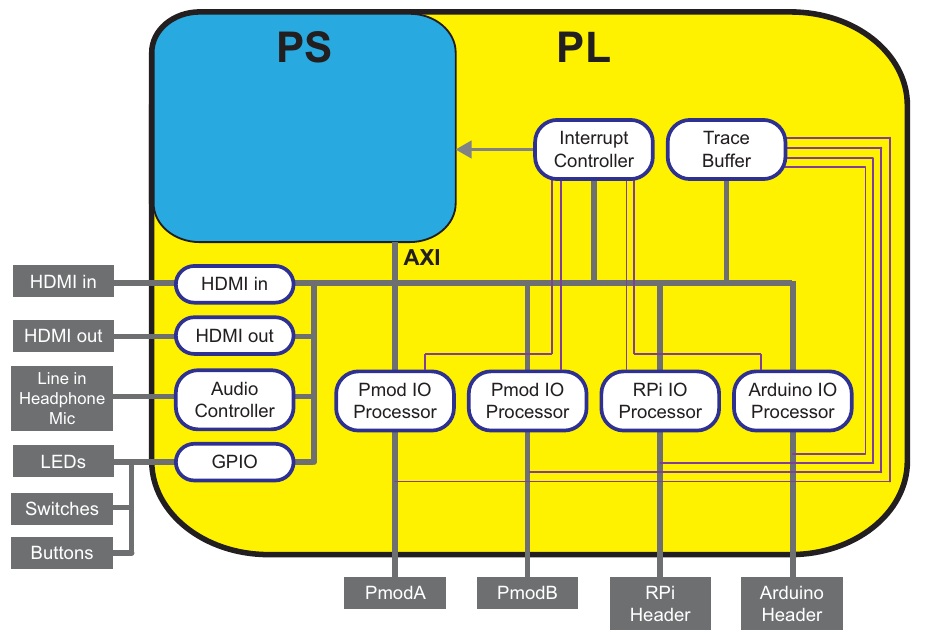 PS
PL
Interrupt
Controller
Trace
Buffer
AXI
HDMI in
HDMI in
HDMI out
HDMI out
Line in
Headphone
Mic
Audio
Controller
Pmod IO
Processor
Pmod IO
Processor
RPi IO
Processor
Arduino IO
Processor
LEDs
GPIO
Switches
Buttons
PmodA
PmodB
RPi
Header
Arduino
Header